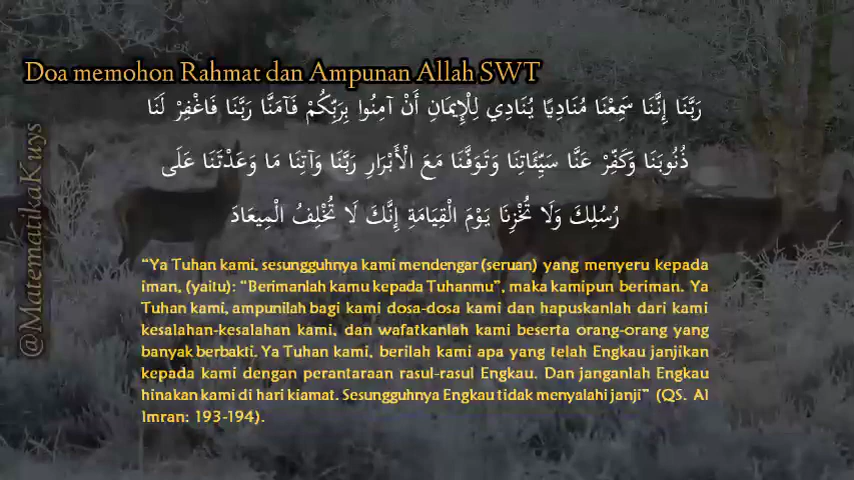 Doa memohon Rahmat dan Ampunan Allah SWT
رَبَّنَا إِنَّنَا سَمِعْنَا مُنَادِيًا يُنَادِي لِلْإِيمَانِ أَنْ آمِنُوا بِرَبِّكُمْ فَآمَنَّا رَبَّنَا فَاغْفِرْ لَنَا
ذُنُوبَنَا وَكَفِّرْ عَنَّا سَيِّئَاتِنَا وَتَوَفَّنَا مَعَ الْأَبْرَارِ رَبَّنَا وَآتِنَا مَا وَعَدْتَنَا عَلَى
رُسُلِكَ وَلَا تُخْزِنَا يَوْمَ الْقِيَامَةِ إِنَّكَ لَا تُخْلِفُ الْمِيعَادَ
“Ya Tuhan kami, sesungguhnya kami mendengar (seruan) yang menyeru kepada
iman, (yaitu): “Berimanlah kamu kepada Tuhanmu”, maka kamipun beriman. Ya
Tuhan kami, ampunilah bagi kami dosa-dosa kami dan hapuskanlah dari kami
kesalahan-kesalahan kami, dan wafatkanlah kami beserta orang-orang yang
banyak berbakti. Ya Tuhan kami, berilah kami apa yang telah Engkau janjikan
kepada kami dengan perantaraan rasul-rasul Engkau. Dan janganlah Engkau
hinakan kami di hari kiamat. Sesungguhnya Engkau tidak menyalahi janji” (QS. Al
Imran: 193-194).
@MatematikaKuys